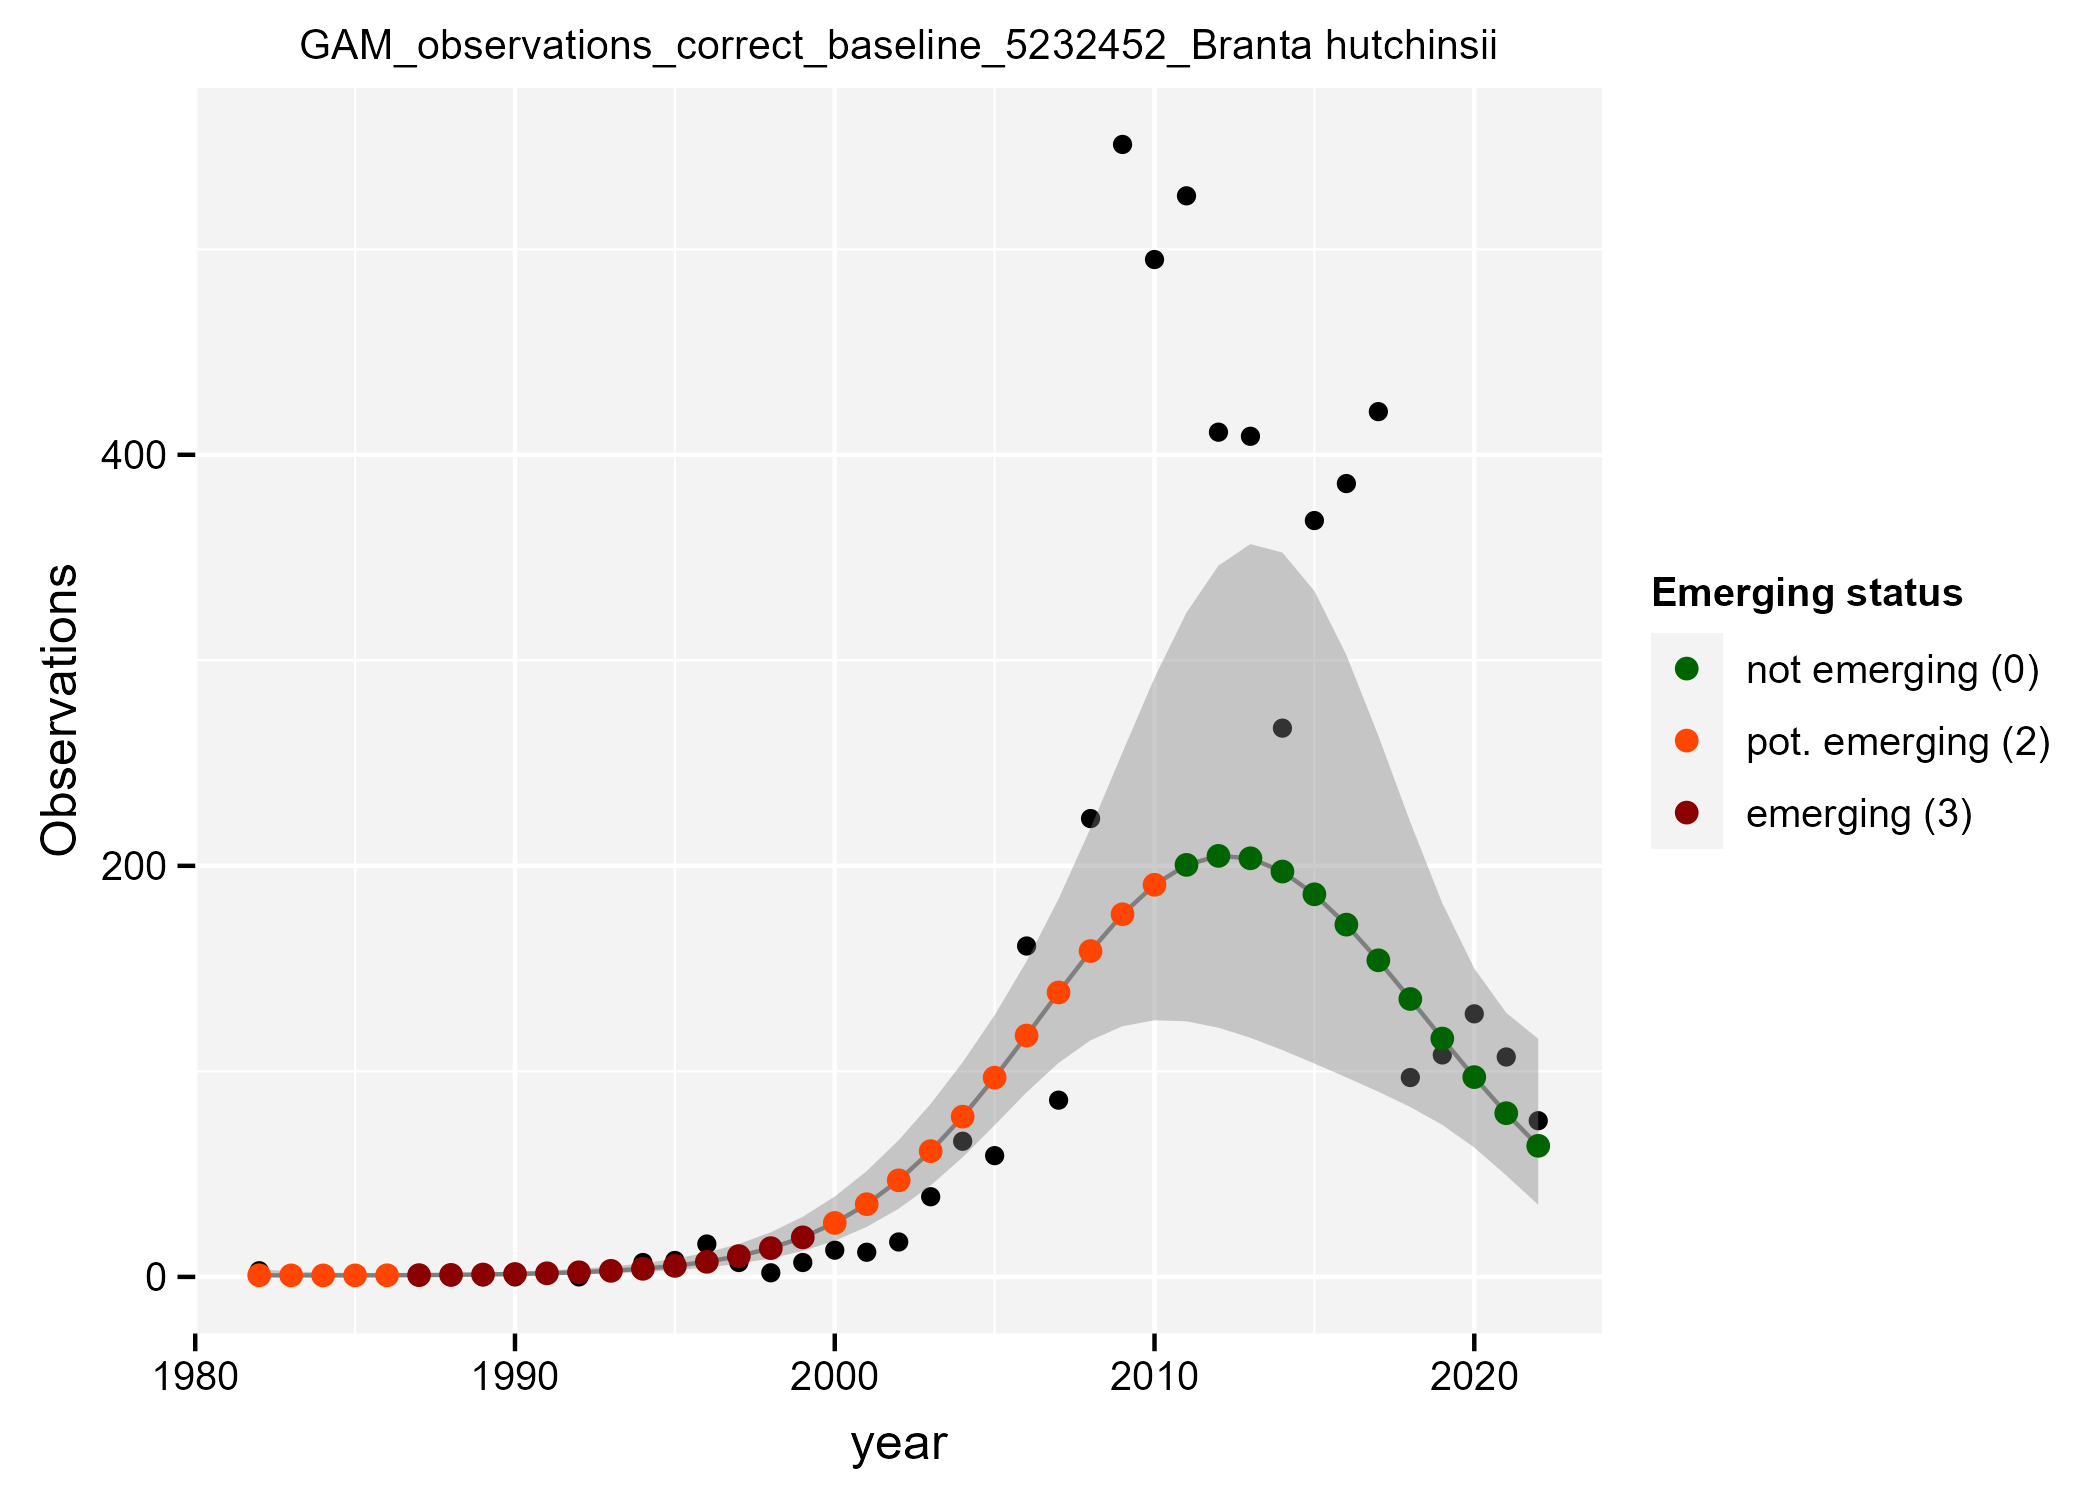 GAM_observations_correct_baseline_5232452_Branta hutchinsii
Observations
400
200
0
1980 1990 2000 2010 2020
year
Emerging status
not emerging (0)
pot. emerging (2)
emerging (3)